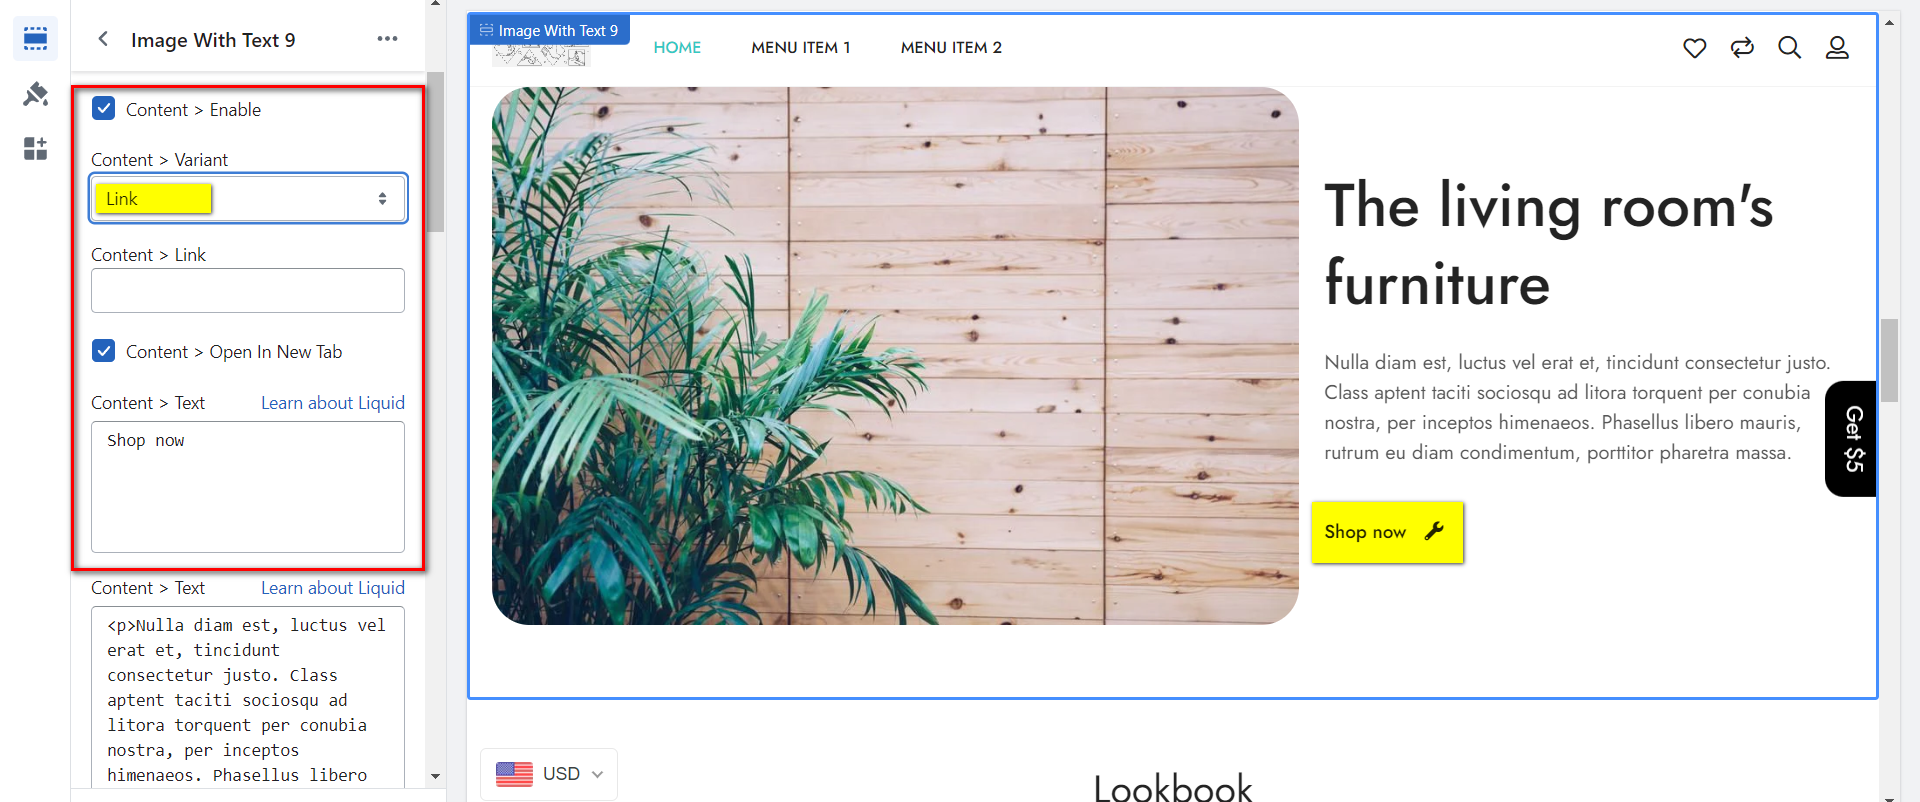 Image With Text 9
Content > Enable
Content > Variant
Link
Content > Link
Content > Open In New Tab
Content > Text Learn about Liquid
Shop now
Content > Text Learn about Liquid
<p>Nulla diam est, luctus vel
erat et, tincidunt
consectetur justo. Class
aptent taciti sociosqu ad
litora torquent per conubia
nostra, per inceptos
himenaeos. Phasellus libero
Image With Text 9
HOME MENU ITEM 1 MENU ITEM 2
The living room's
furniture
Nulla diam est, luctus vel erat et, tincidunt consectetur justo.
Class aptent taciti sociosqu ad litora torquent per conubia
nostra, per inceptos himenaeos. Phasellus libero mauris,
rutrum eu diam condimentum, porttitor pharetra massa.
Shop now
Get $5
USD
Lookbook